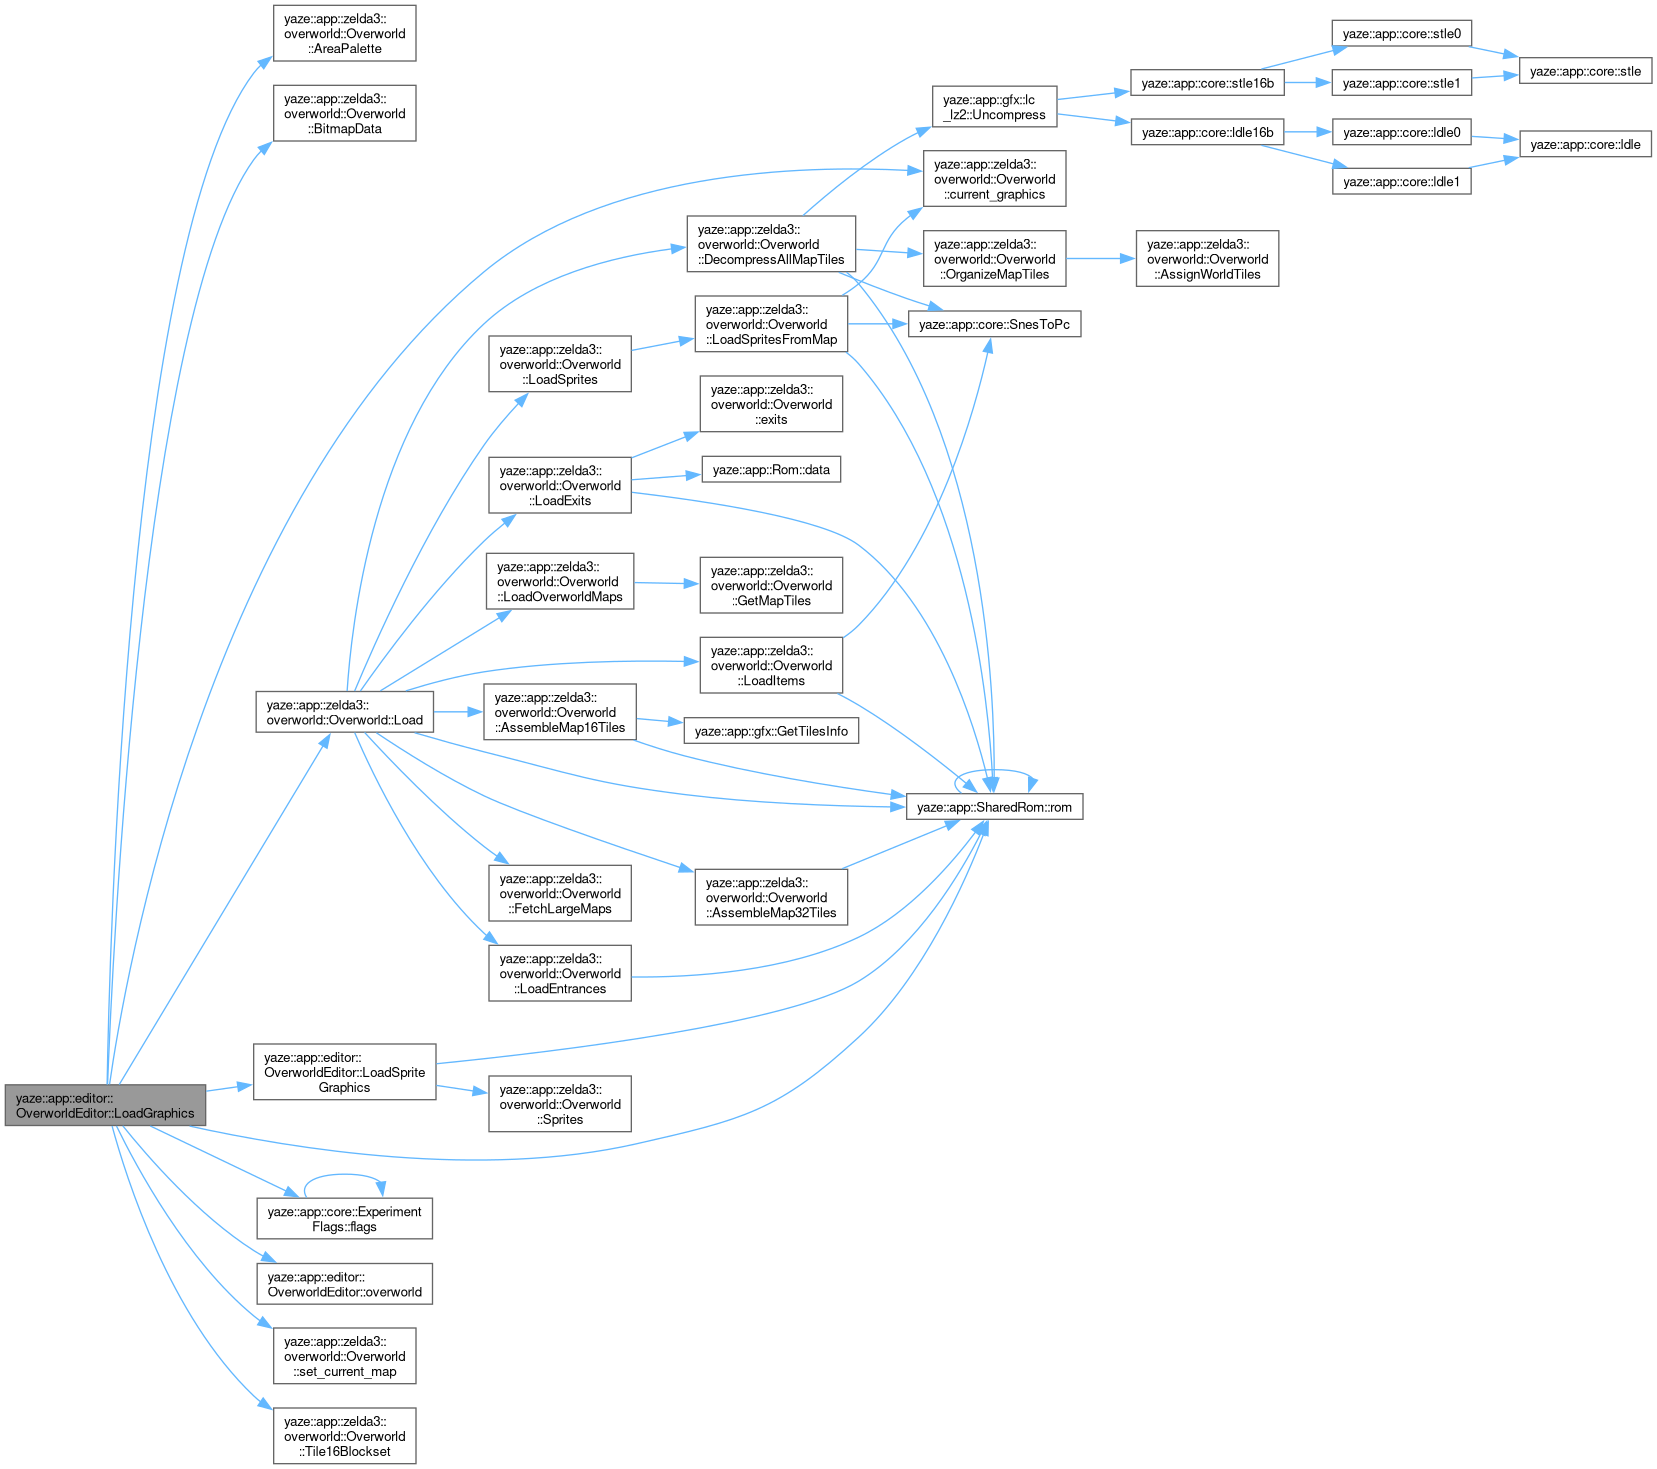 yaze::app::zelda3::
overworld::Overworld
::AreaPalette
yaze::app::zelda3::
overworld::Overworld
::BitmapData
yaze::app::editor::
OverworldEditor::LoadGraphics
yaze::app::zelda3::
overworld::Overworld::Load
yaze::app::editor::
OverworldEditor::LoadSprite
Graphics
yaze::app::core::Experiment
Flags::flags
yaze::app::editor::
OverworldEditor::overworld
yaze::app::zelda3::
overworld::Overworld
::set_current_map
yaze::app::zelda3::
overworld::Overworld
::Tile16Blockset
yaze::app::zelda3::
overworld::Overworld
::LoadSprites
yaze::app::zelda3::
overworld::Overworld
::LoadExits
yaze::app::zelda3::
overworld::Overworld
::LoadOverworldMaps
yaze::app::zelda3::
overworld::Overworld
::AssembleMap16Tiles
yaze::app::zelda3::
overworld::Overworld
::FetchLargeMaps
yaze::app::zelda3::
overworld::Overworld
::LoadEntrances
yaze::app::zelda3::
overworld::Overworld
::Sprites
yaze::app::zelda3::
overworld::Overworld
::DecompressAllMapTiles
yaze::app::zelda3::
overworld::Overworld
::LoadSpritesFromMap
yaze::app::zelda3::
overworld::Overworld
::exits
yaze::app::Rom::data
yaze::app::zelda3::
overworld::Overworld
::GetMapTiles
yaze::app::zelda3::
overworld::Overworld
::LoadItems
yaze::app::gfx::GetTilesInfo
yaze::app::zelda3::
overworld::Overworld
::AssembleMap32Tiles
yaze::app::gfx::lc
_lz2::Uncompress
yaze::app::zelda3::
overworld::Overworld
::current_graphics
yaze::app::zelda3::
overworld::Overworld
::OrganizeMapTiles
yaze::app::core::SnesToPc
yaze::app::SharedRom::rom
yaze::app::core::stle16b
yaze::app::core::ldle16b
yaze::app::zelda3::
overworld::Overworld
::AssignWorldTiles
yaze::app::core::stle0
yaze::app::core::stle1
yaze::app::core::ldle0
yaze::app::core::ldle1
yaze::app::core::stle
yaze::app::core::ldle